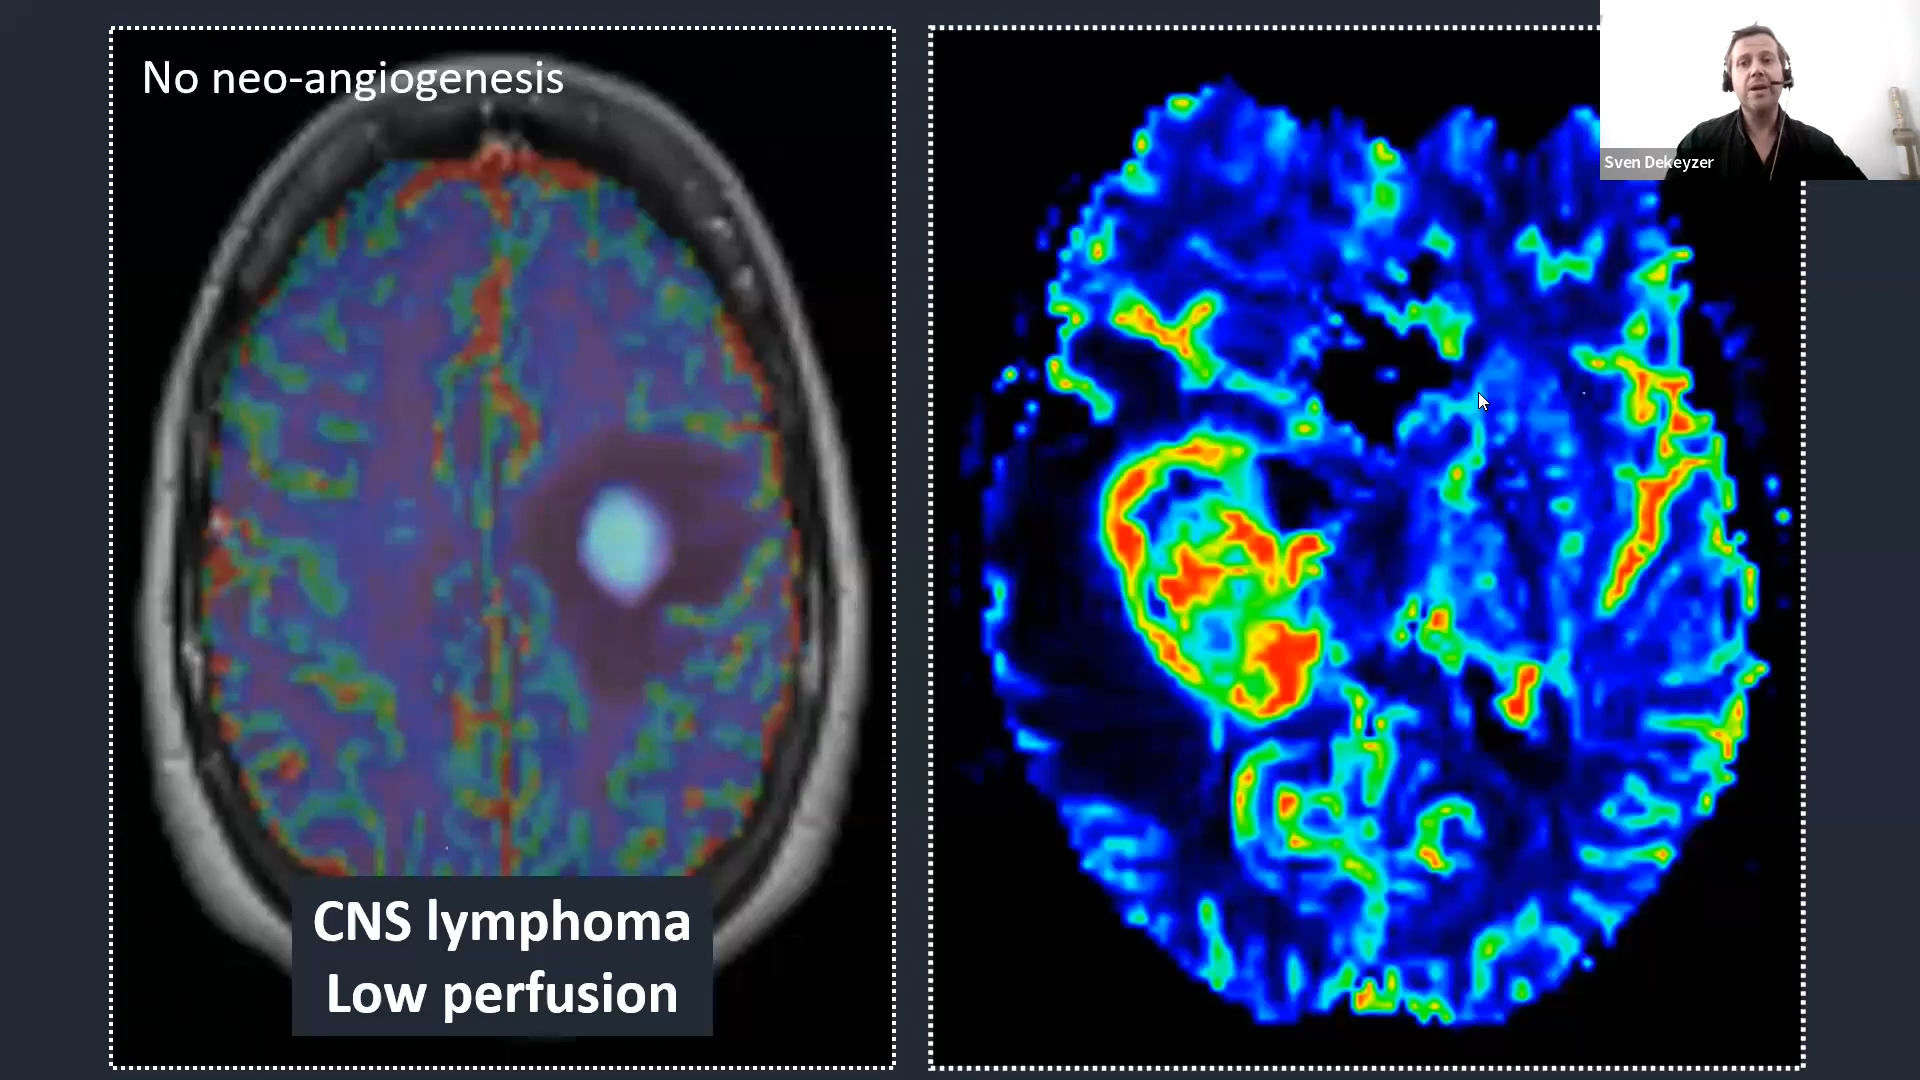 No neo-angiogenesis
Sven Dekeyzer
CNS lymphoma
Low perfusion